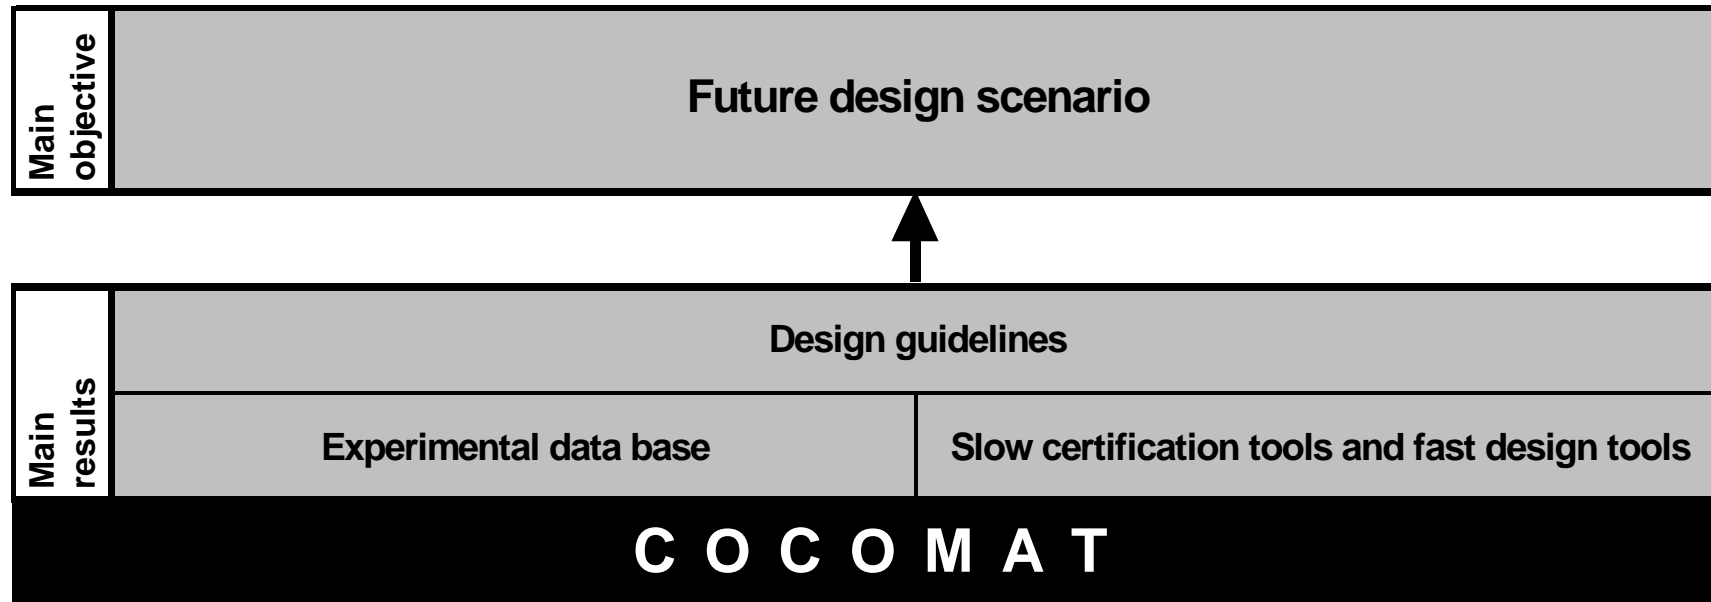 Main
objective
Future design scenario
Main
results
Design guidelines
Experimental data base
Slow certification tools and fast design tools
COCOMAT